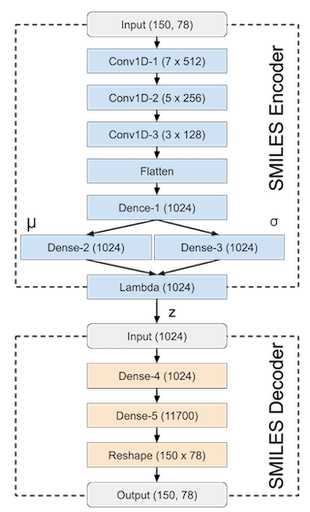 Input (150, 78)
Conv1D-1 (7 x 512)
Conv1D-2 (5 x 256)
Conv1D-3 (3 x 128)
Flatten
Dence-1 (1024)
μ
σ
Dense-2 (1024)
Dense-3 (1024)
Lambda (1024)
SMILES Encoder
z
Input (1024)
Dense-4 (1024)
Dense-5 (11700)
Reshape (150 x 78)
Output (150, 78)
SMILES Decoder